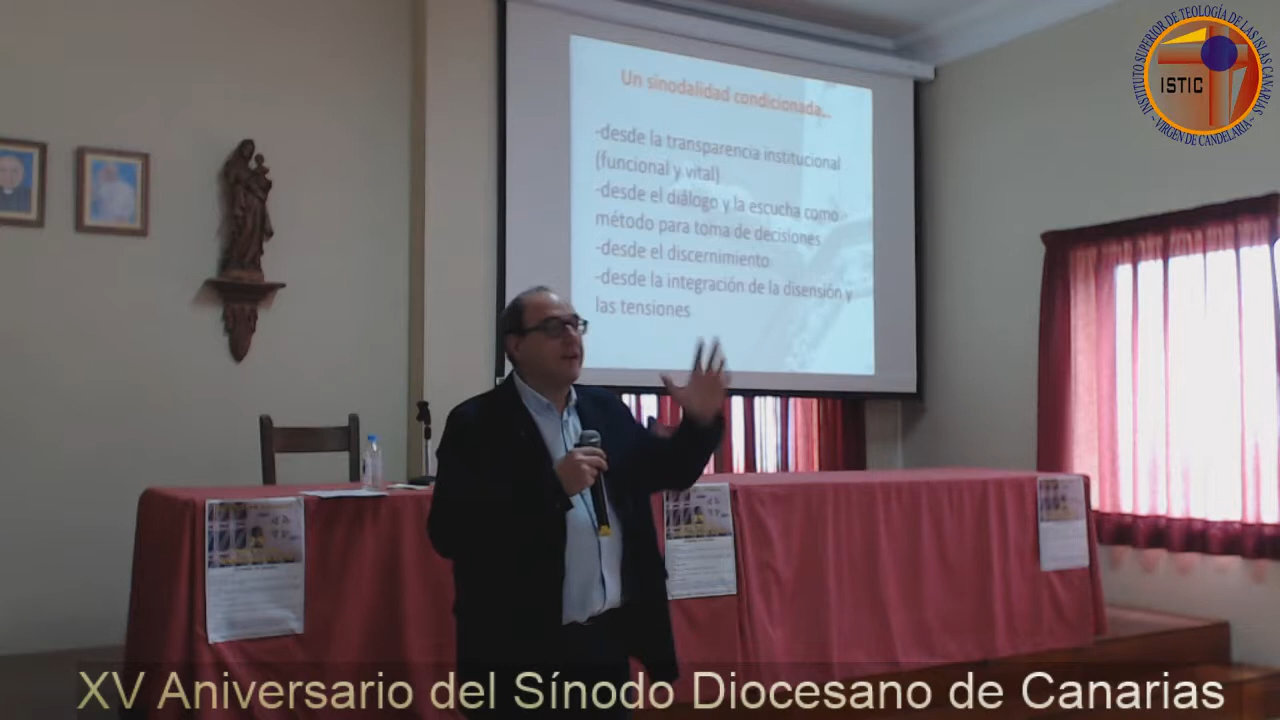 Un sinodalidad condicionada...
-desde la transparencia institucional
(funcional y vital)
-desde el diálogo y la escucha como
método para toma de decisiones
-desde el discernimiento
-desde la integración de la disensión y
las tensiones
INSTITUTO SUPERIOR DE TEOLOGÍA DE LAS ISLAS CANARIAS
ISTIC
~ VIRGEN DE CANDELARIA ~
XV Aniversario del Sínodo Diocesano de Canarias